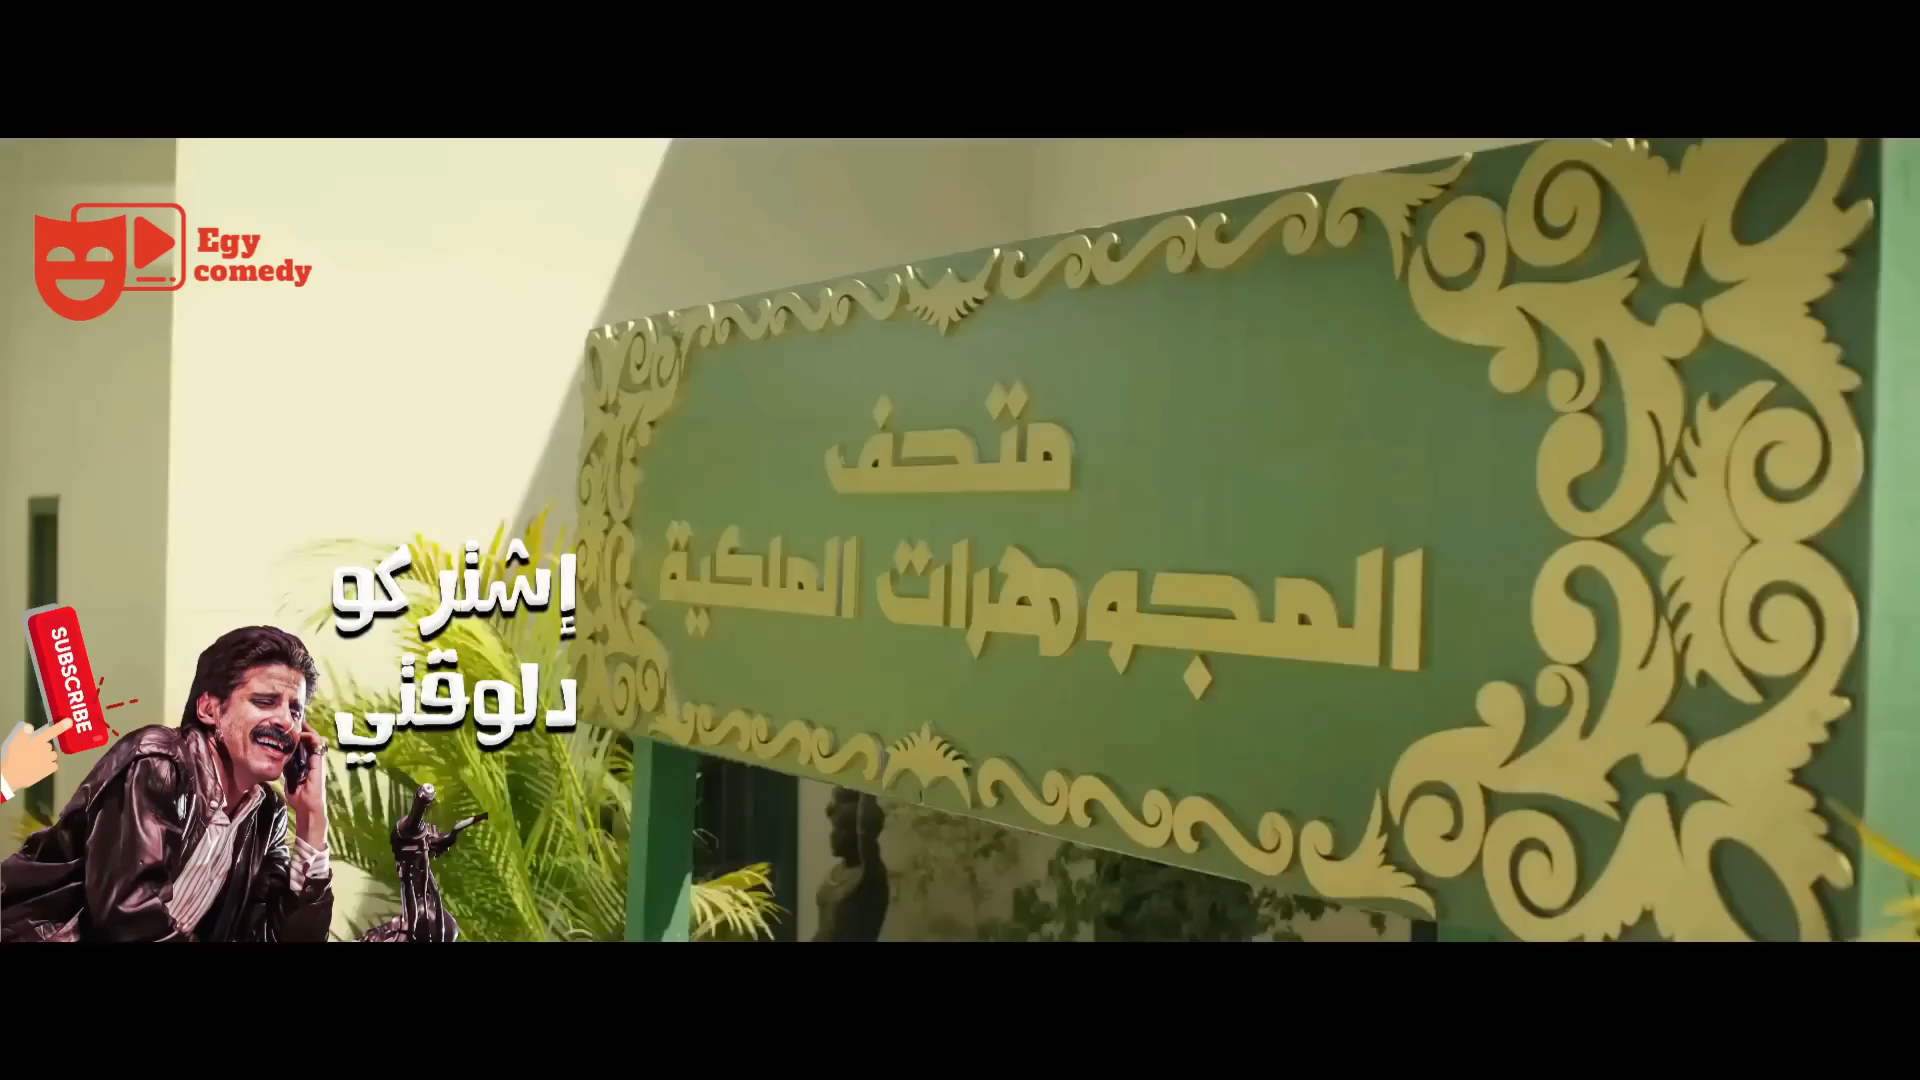 Egy
comedy
متحف
المجوهرات الملكية
إشتركو
دلوقتي
SUBSCRIBE